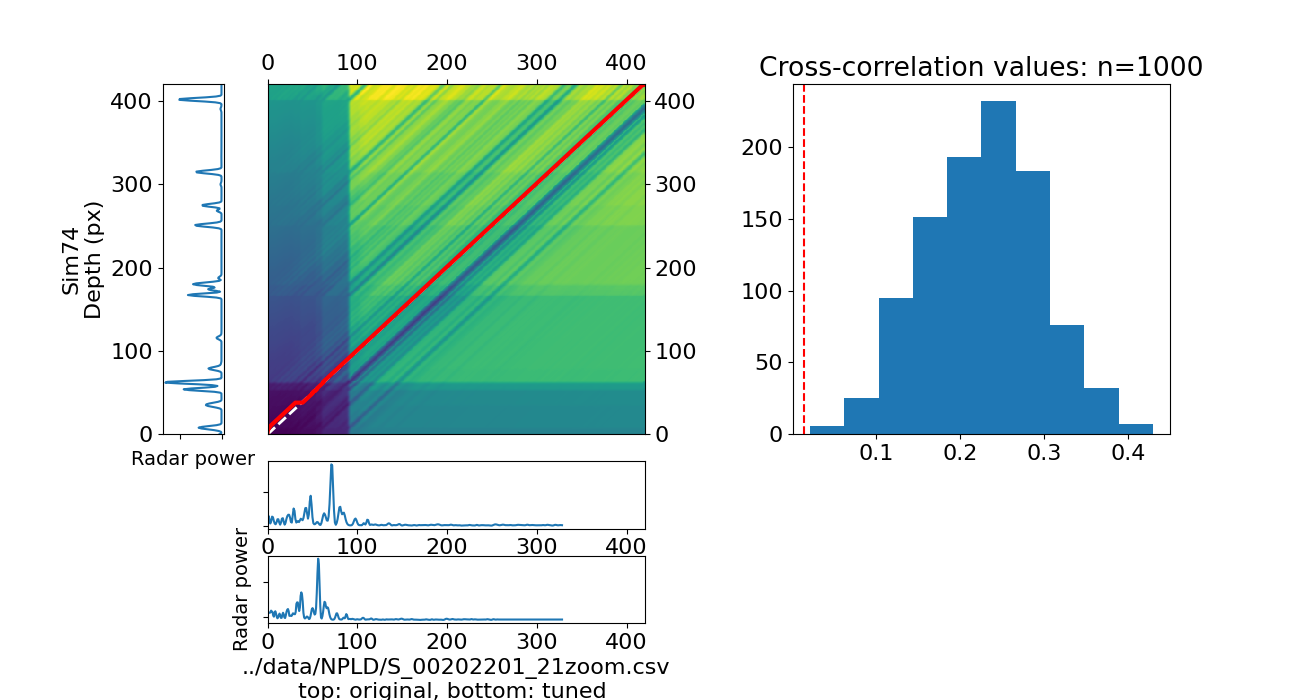 Cross-correlation values: n=1000
0 100 200 300 400
400
300
200
100
0
Sim74
Depth (px)
400
300
200
100
0
200
150
100
50
0
0.1 0.2 0.3 0.4
Radar power
0 100 200 300 400
Radar power
0 100 200 300 400
../data/NPLD/S_00202201_21zoom.csv
top: original, bottom: tuned